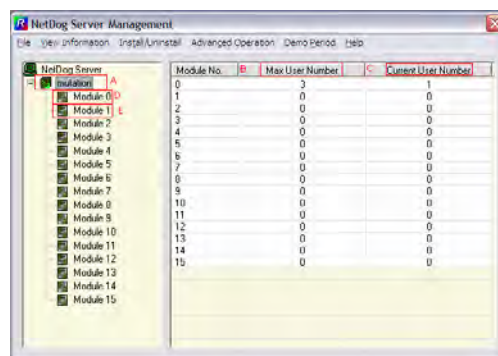 NetDog Server Management
File View Information Install/Uninstall Advanced Operation Demo Period Help
NetDog Server
mutation A
Module 0 D
Module 1 E
Module 2
Module 3
Module 4
Module 5
Module 6
Module 7
Module 8
Module 9
Module 10
Module 11
Module 12
Module 13
Module 14
Module 15
Module No. B Max User Number C Current User Number
0 3 1
1 0 0
2 0 0
3 0 0
4 0 0
5 0 0
6 0 0
7 0 0
8 0 0
9 0 0
10 0 0
11 0 0
12 0 0
13 0 0
14 0 0
15 0 0